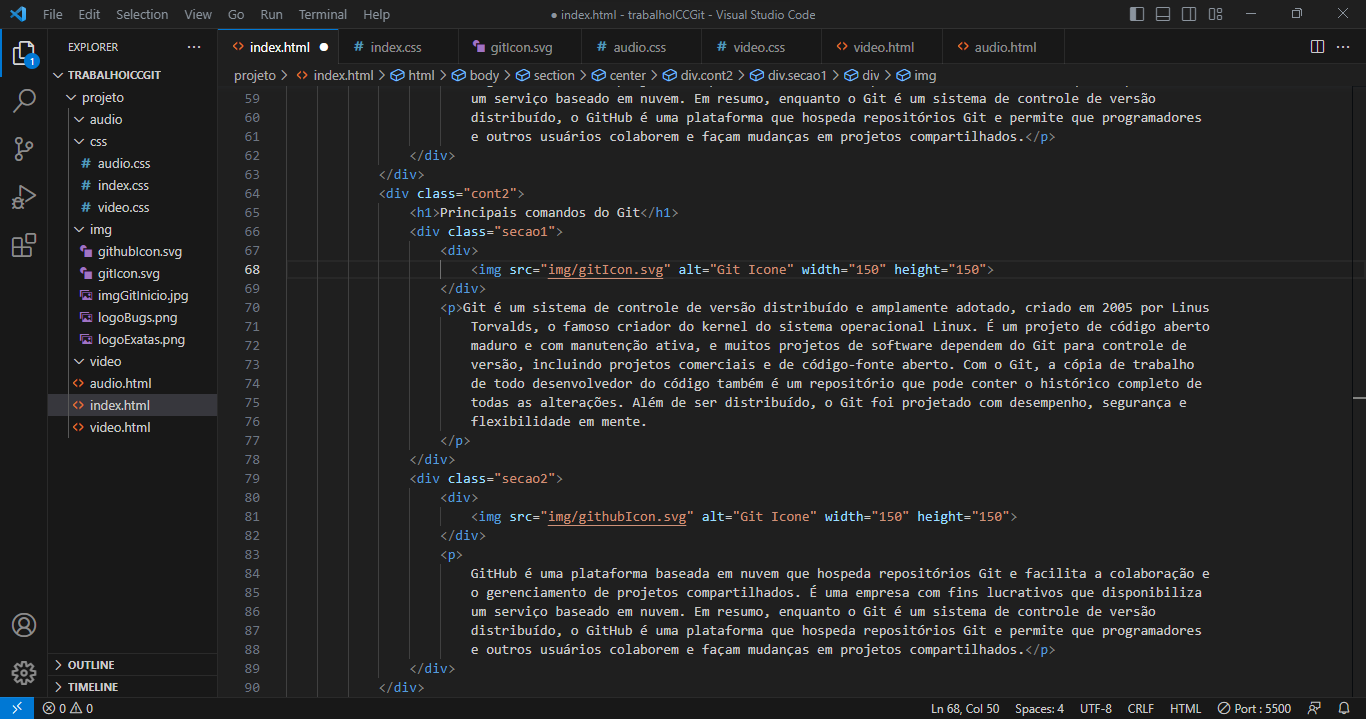 File Edit Selection View Go Run Terminal Help ● index.html - trabalhoICCGit - Visual Studio Code
EXPLORER ...
index.html ● # index.css gitIcon.svg # audio.css # video.css <> video.html <> audio.html ...
projeto > <> index.html > html > body > section > center > div.cont2 > div.secao1 > div > img
1
TRABALHOICCGIT
projeto
audio
css
# audio.css
# index.css
# video.css
img
githubIcon.svg
gitIcon.svg
imgGitInicio.jpg
logoBugs.png
logoExatas.png
video
<> audio.html
<> index.html
<> video.html
OUTLINE
TIMELINE
59 um serviço baseado em nuvem. Em resumo, enquanto o Git é um sistema de controle de versão
60 distribuído, o GitHub é uma plataforma que hospeda repositórios Git e permite que programadores
61 e outros usuários colaborem e façam mudanças em projetos compartilhados.</p>
62 </div>
63 </div>
64 <div class="cont2">
65 <h1>Principais comandos do Git</h1>
66 <div class="secao1">
67 <div>
68 <img src="img/gitIcon.svg" alt="Git Icone" width="150" height="150">
69 </div>
70 <p>Git é um sistema de controle de versão distribuído e amplamente adotado, criado em 2005 por Linus
71 Torvalds, o famoso criador do kernel do sistema operacional Linux. É um projeto de código aberto
72 maduro e com manutenção ativa, e muitos projetos de software dependem do Git para controle de
73 versão, incluindo projetos comerciais e de código-fonte aberto. Com o Git, a cópia de trabalho
74 de todo desenvolvedor do código também é um repositório que pode conter o histórico completo de
75 todas as alterações. Além de ser distribuído, o Git foi projetado com desempenho, segurança e
76 flexibilidade em mente.
77 </p>
78 </div>
79 <div class="secao2">
80 <div>
81 <img src="img/githubIcon.svg" alt="Git Icone" width="150" height="150">
82 </div>
83 <p>
84 GitHub é uma plataforma baseada em nuvem que hospeda repositórios Git e facilita a colaboração e
85 o gerenciamento de projetos compartilhados. É uma empresa com fins lucrativos que disponibiliza
86 um serviço baseado em nuvem. Em resumo, enquanto o Git é um sistema de controle de versão
87 distribuído, o GitHub é uma plataforma que hospeda repositórios Git e permite que programadores
88 e outros usuários colaborem e façam mudanças em projetos compartilhados.</p>
89 </div>
90 </div>
0 0 Ln 68, Col 50 Spaces: 4 UTF-8 CRLF HTML Port : 5500